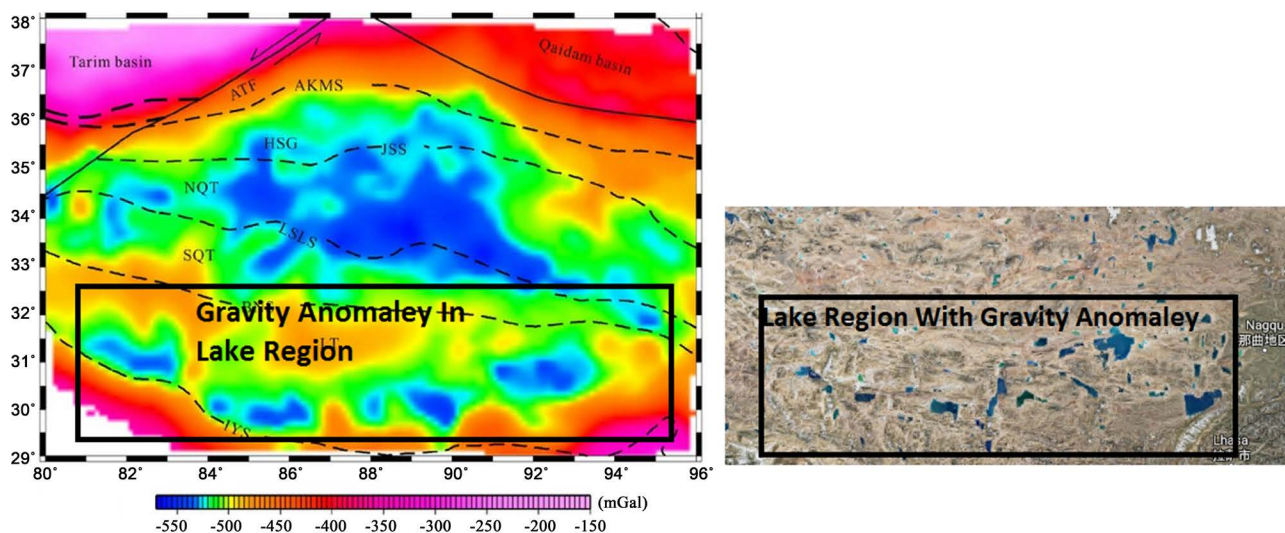 38°
37°
36°
35°
34°
33°
32°
31°
30°
29°
Tarim basin
Qaidam basin
ATF
AKMS
HSG
JSS
NQT
LSLS
SQT
Gravity Anomaley In
Lake Region
IYS
80
82°
84°
86°
88°
90°
92°
94°
96°
(mGal)
-550
-500
-450
-400
-350
-300
-250
-200
-150
Lake Region With Gravity Anomaley
Nagqu
那曲地区
Lhasa